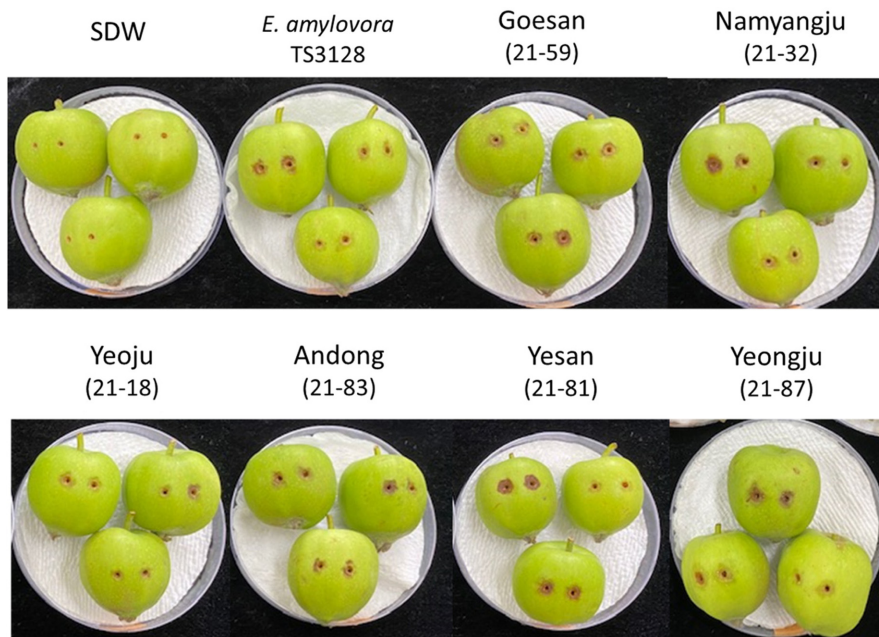 SDW
E. amylovora
TS3128
Goesan
(21-59)
Namyangju
(21-32)
Yeoju
(21-18)
Andong
(21-83)
Yesan
(21-81)
Yeongju
(21-87)